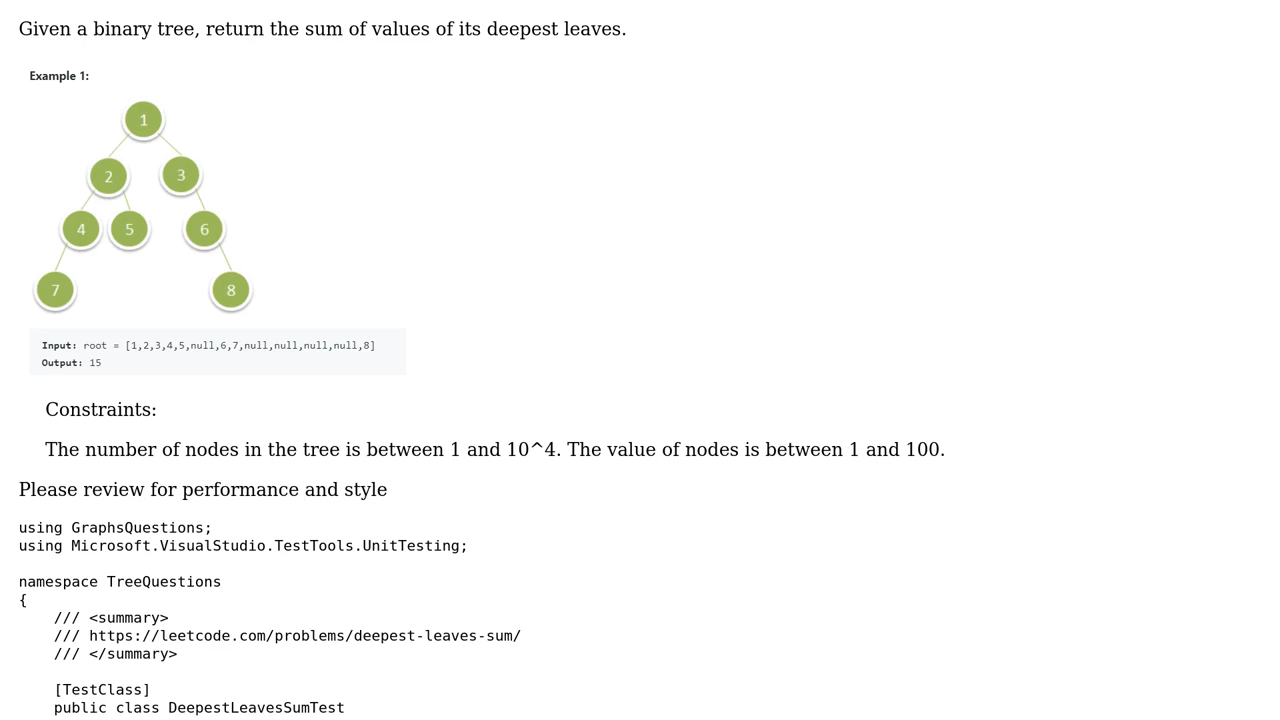 Given a binary tree, return the sum of values of its deepest leaves.
Example 1:
1
2
3
4
5
6
7
8
Input: root = [1,2,3,4,5,null,6,7,null,null,null,null,8]
Output: 15
Constraints:
The number of nodes in the tree is between 1 and 10^4. The value of nodes is between 1 and 100.
Please review for performance and style
using GraphsQuestions;
using Microsoft.VisualStudio.TestTools.UnitTesting;
namespace TreeQuestions
{
/// <summary>
/// https://leetcode.com/problems/deepest-leaves-sum/
/// </summary>
[TestClass]
public class DeepestLeavesSumTest